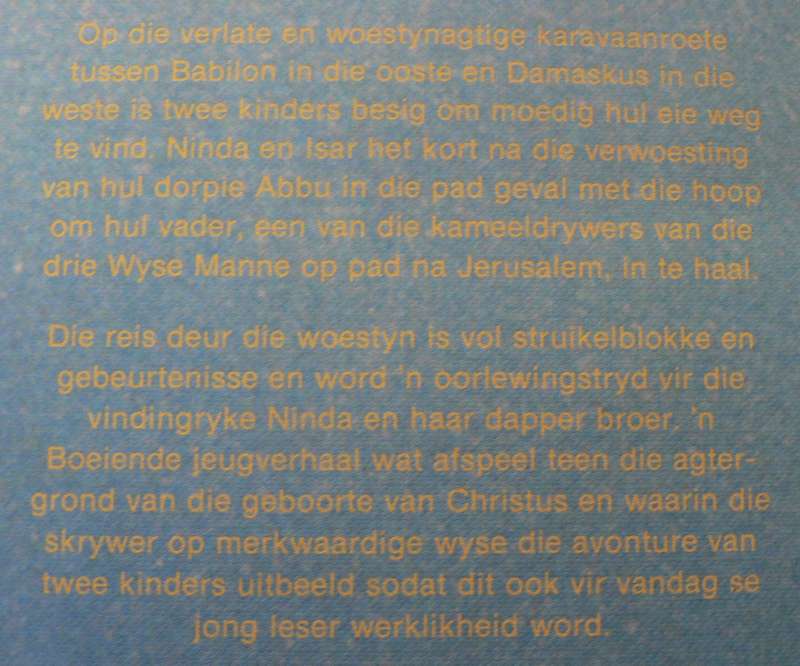 Op die verlate en woestynagtige karavaanroete
tussen Babilon in die ooste en Damaskus in die
weste is twee kinders besig om moedig hul eie weg
te vind. Ninda en Isar het kort na die verwoesting
van hul dorpie Abbu in die pad geval met die hoop
om hul vader, een van die kameeldrywers van die
drie Wyse Manne op pad na Jerusalem, in te haal.
Die reis deur die woestyn is vol struikelblokke en
gebeurtenisse en word 'n oorlewingstryd vir die
vindingryke Ninda en haar dapper broer. 'n
Boeiende jeugverhaal wat afspeel teen die agter-
grond van die geboorte van Christus en waarin die
skrywer op merkwaardige wyse die avonture van
twee kinders uitbeeld sodat dit ook vir vandag se
jong leser werklikheid word.